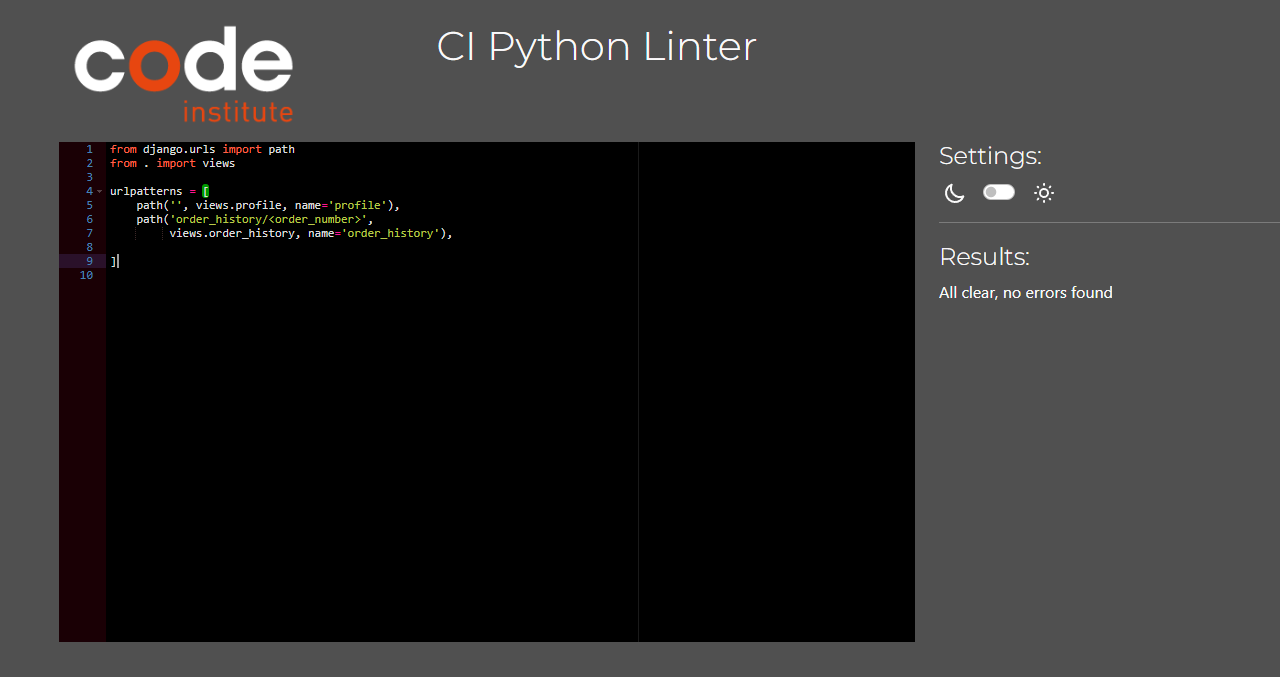 code
institute
CI Python Linter
1 from django.urls import path
2 from . import views
3
4 urlpatterns = [
5     path('', views.profile, name='profile'),
6     path('order_history/<order_number>',
7          views.order_history, name='order_history'),
8
9 ]
10
Settings:
Results:
All clear, no errors found